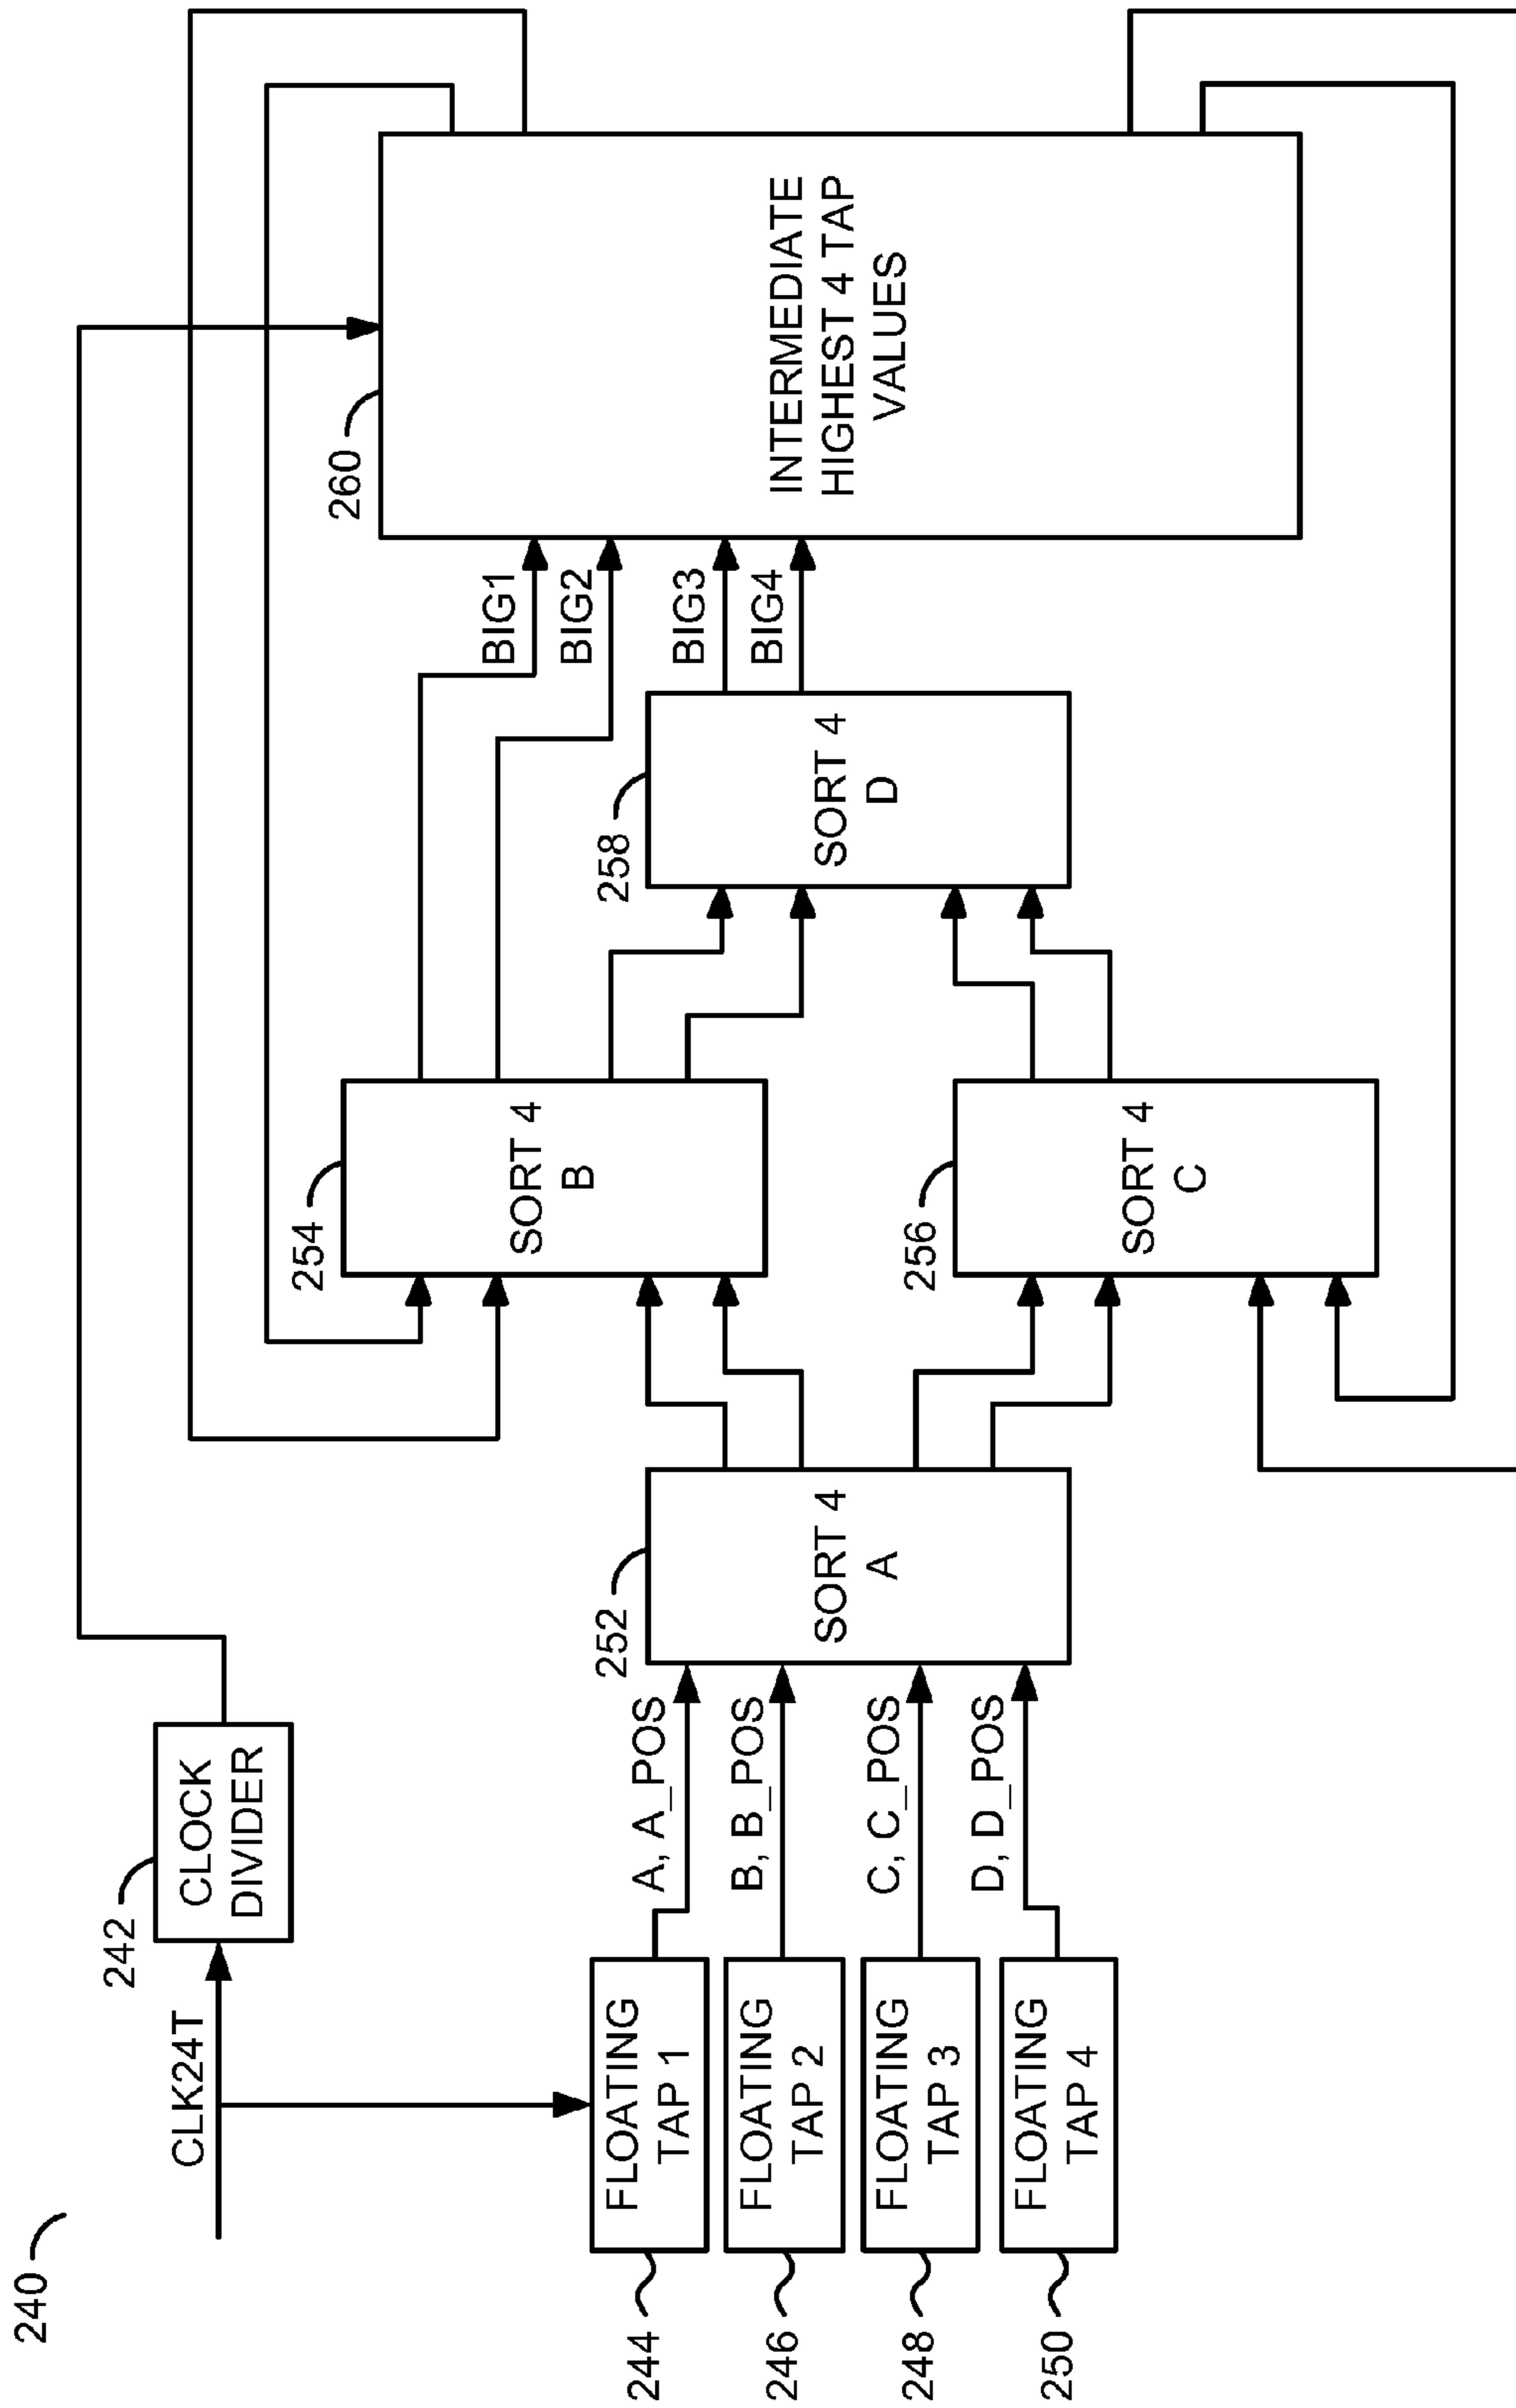 240
CLK24T
242
CLOCK
DIVIDER
244
FLOATING
TAP 1
246
FLOATING
TAP 2
248
FLOATING
TAP 3
250
FLOATING
TAP 4
A, A_POS
B, B_POS
C, C_POS
D, D_POS
252
SORT 4
A
254
SORT 4
B
256
SORT 4
C
258
SORT 4
D
BIG1
BIG2
BIG3
BIG4
260
INTERMEDIATE
HIGHEST 4 TAP
VALUES